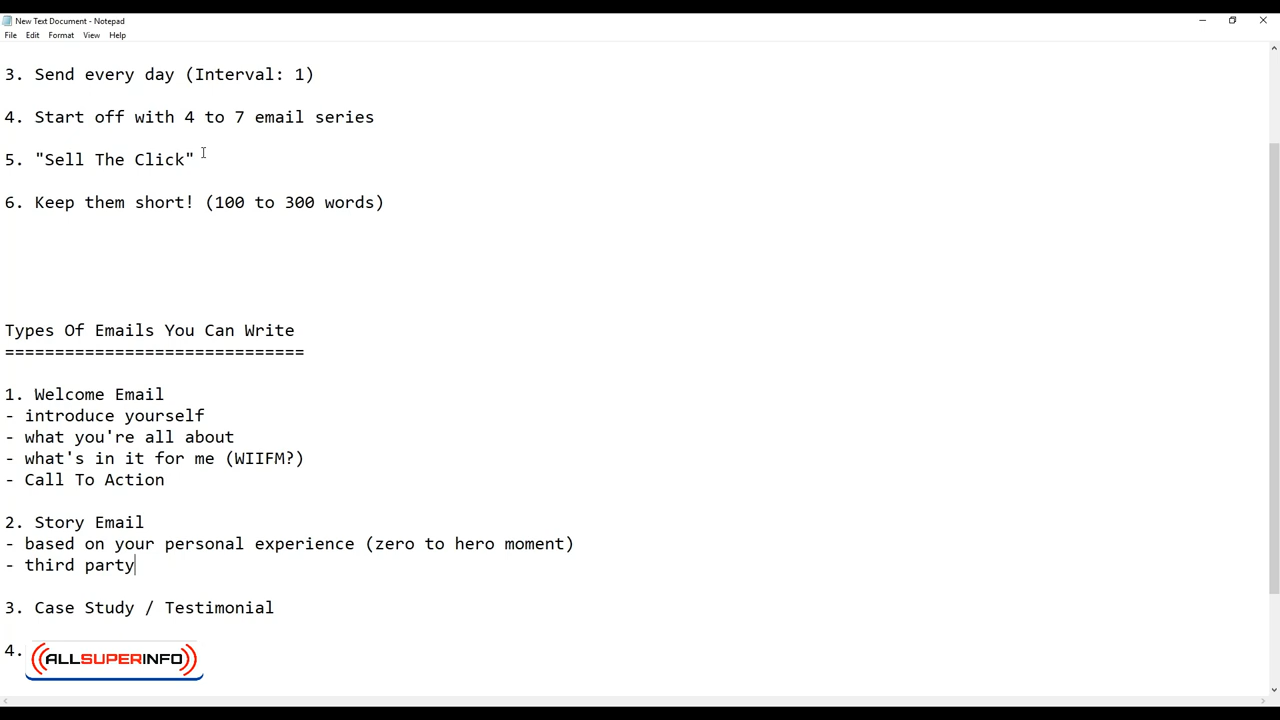 New Text Document - Notepad
File Edit Format View Help
3. Send every day (Interval: 1)
4. Start off with 4 to 7 email series
5. "Sell The Click"
6. Keep them short! (100 to 300 words)
Types Of Emails You Can Write
==============================
1. Welcome Email
- introduce yourself
- what you're all about
- what's in it for me (WIIFM?)
- Call To Action
2. Story Email
- based on your personal experience (zero to hero moment)
- third party
3. Case Study / Testimonial
4.
ALLSUPERINFO